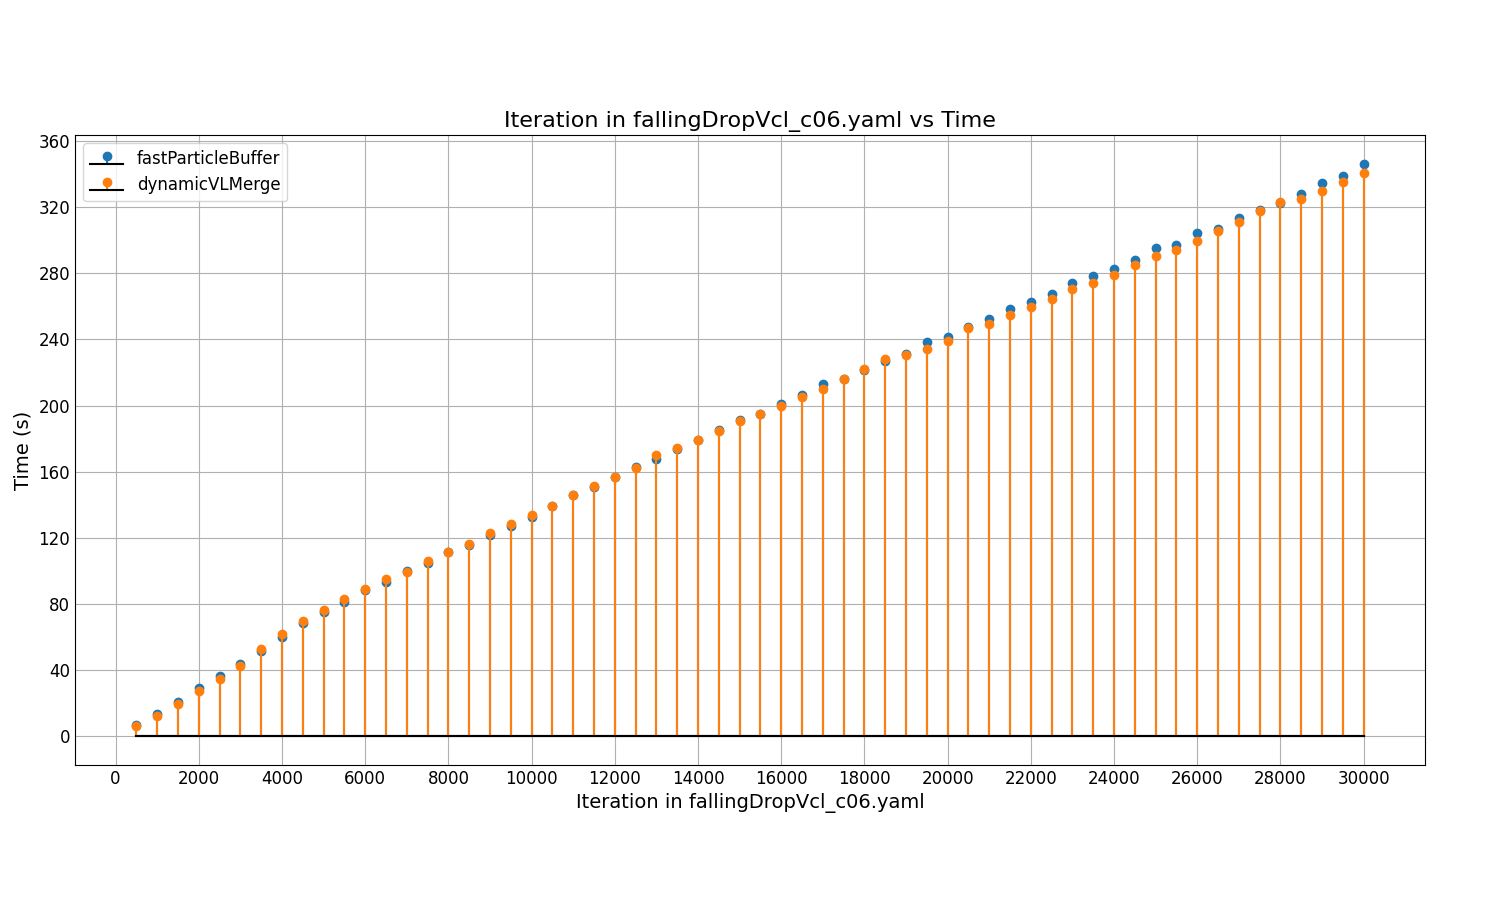 Iteration in fallingDropVcl_c06.yaml vs Time
fastParticleBuffer
dynamicVLMerge
Time (s)
360
320
280
240
200
160
120
80
40
0
0 2000 4000 6000 8000 10000 12000 14000 16000 18000 20000 22000 24000 26000 28000 30000
Iteration in fallingDropVcl_c06.yaml